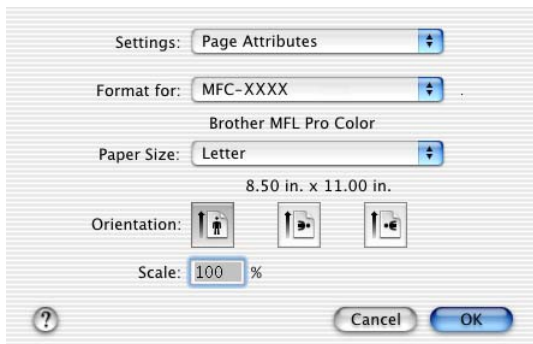 Settings: Page Attributes
Format for: MFC-XXXX
Brother MFL Pro Color
Paper Size: Letter
8.50 in. x 11.00 in.
Orientation:
Scale: 100 %
? Cancel OK